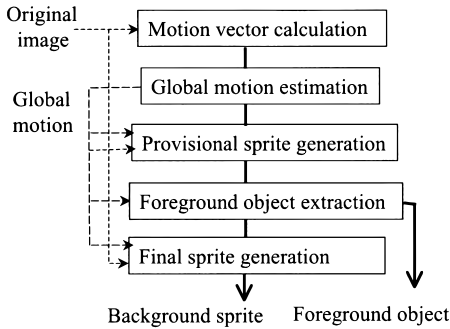 Original
image
Motion vector calculation
Global motion estimation
Global
motion
Provisional sprite generation
Foreground object extraction
Final sprite generation
Background sprite
Foreground object